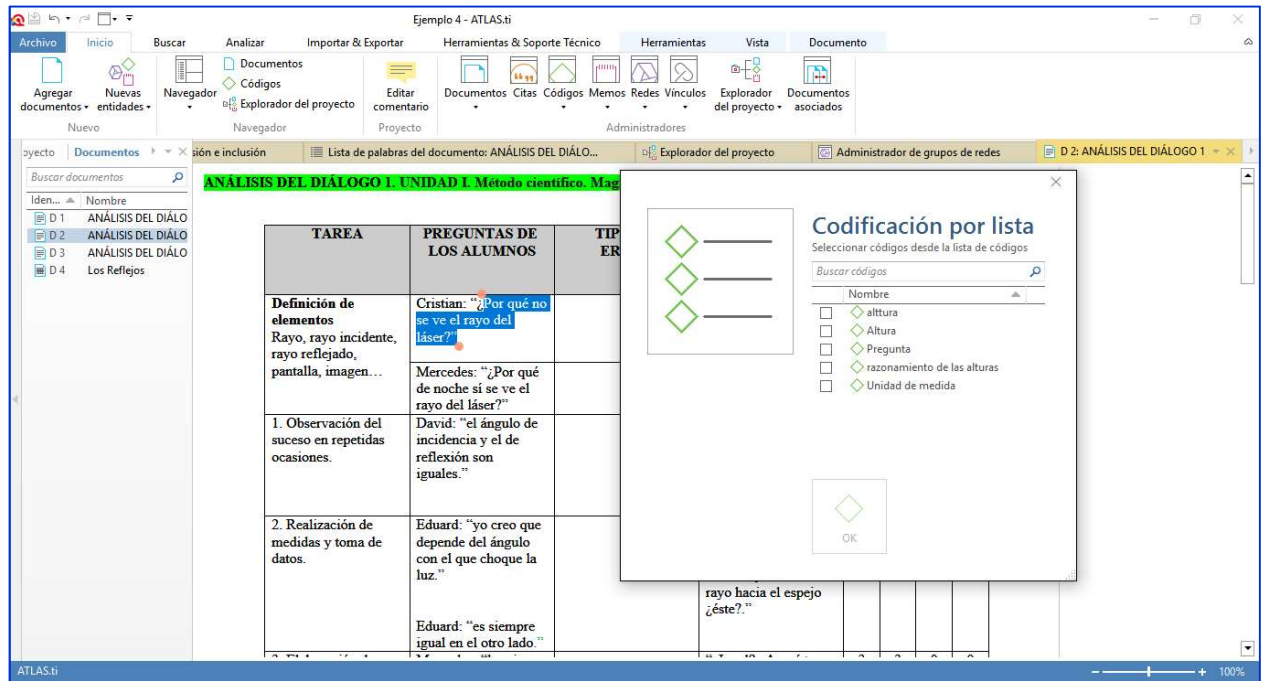 Ejemplo 4 - ATLAS.ti
Archivo Inicio Buscar Analizar Importar & Exportar Herramientas & Soporte Técnico Herramientas Vista Documento
Agregar documentos
Nuevas entidades
Nuevo
Navegador
Documentos
Códigos
Explorador del proyecto
Navegador
Editar comentario
Proyecto
Documentos Citas Códigos Memos Redes Vínculos
Explorador del proyecto
Documentos asociados
Administradores
oyecto Documentos
sión e inclusión
Lista de palabras del documento: ANÁLISIS DEL DIÁLO...
Explorador del proyecto
Administrador de grupos de redes
D 2: ANÁLISIS DEL DIÁLOGO 1
Buscar documentos
Iden... Nombre
D 1 ANÁLISIS DEL DIÁLO
D 2 ANÁLISIS DEL DIÁLO
D 3 ANÁLISIS DEL DIÁLO
D 4 Los Reflejos
ANÁLISIS DEL DIÁLOGO 1. UNIDAD I. Método científico. Mag
TAREA
PREGUNTAS DE
LOS ALUMNOS
TIP
ER
Definición de
elementos
Rayo, rayo incidente,
rayo reflejado,
pantalla, imagen…
Cristian: “¿Por qué no
se ve el rayo del
láser?”
Mercedes: “¿Por qué
de noche sí se ve el
rayo del láser?”
1. Observación del
suceso en repetidas
ocasiones.
David: “el ángulo de
incidencia y el de
reflexión son
iguales.”
2. Realización de
medidas y toma de
datos.
Eduard: “yo creo que
depende del ángulo
con el que choque la
luz.”
Eduard: “es siempre
igual en el otro lado.”
rayo hacia el espejo
¿éste?.”
Codificación por lista
Seleccionar códigos desde la lista de códigos
Buscar códigos
Nombre
alttura
Altura
Pregunta
razonamiento de las alturas
Unidad de medida
OK
ATLAS.ti
100%